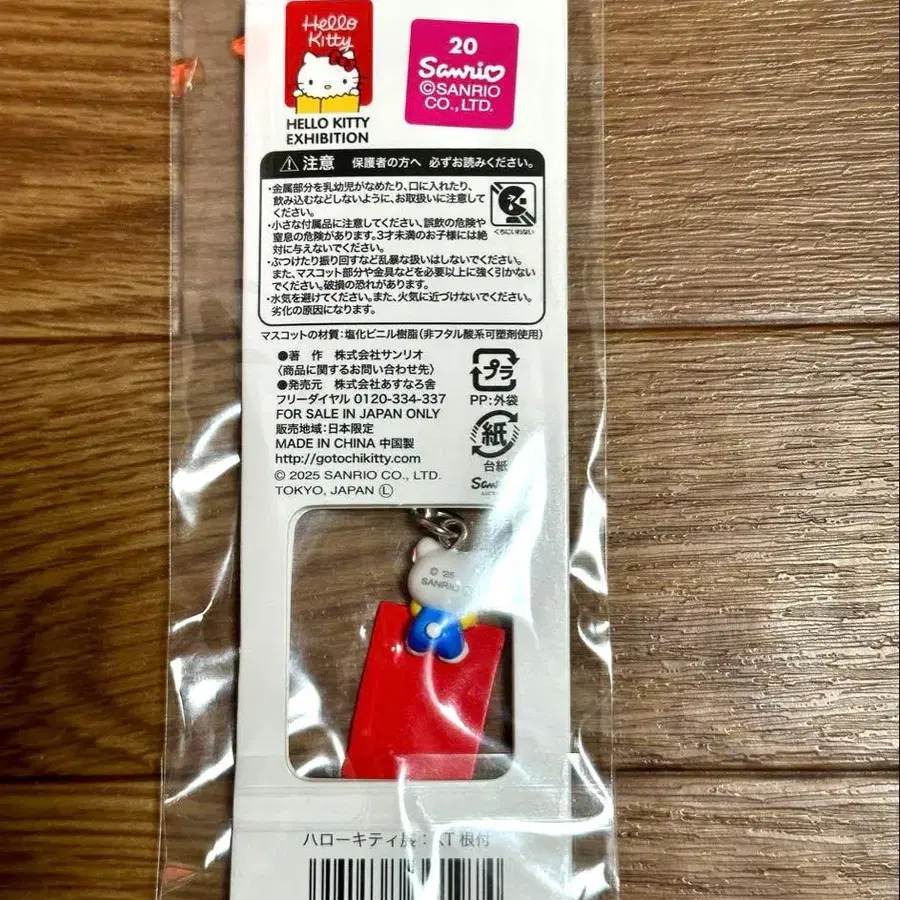 Hello
Kitty
HELLO KITTY
EXHIBITION
20
Sanrio
©SANRIO
CO., LTD.
注意 保護者の方へ 必ずお読みください。
・金属部分を乳幼児がなめたり、口に入れたり、
飲み込むなどしないように、お取扱いに注意して
ください。
・小さな付属品に注意してください。誤飲の危険や
窒息の危険があります。3才未満のお子様には絶
対に与えないでください。
・ぶつけたり振り回すなど乱暴な扱いはしないでください。
また、マスコット部分や金具などを必要以上に強く引かない
でください。破損の恐れがあります。
・水気を避けてください。また、火気に近づけないでください。
劣化の原因になります。
くちにいれない
マスコットの材質：塩化ビニル樹脂(非フタル酸系可塑剤使用)
●著 作 株式会社サンリオ
〈商品に関するお問い合わせ先〉
●発売元 株式会社あすなろ舎
フリーダイヤル 0120-334-337
FOR SALE IN JAPAN ONLY
販売地域：日本限定
MADE IN CHINA 中国製
http://gotochikitty.com
© 2025 SANRIO CO., LTD.
TOKYO, JAPAN Ⓛ
プラ
PP：外袋
紙
台紙
© '25
SANRIO
ハローキティ展：
根付